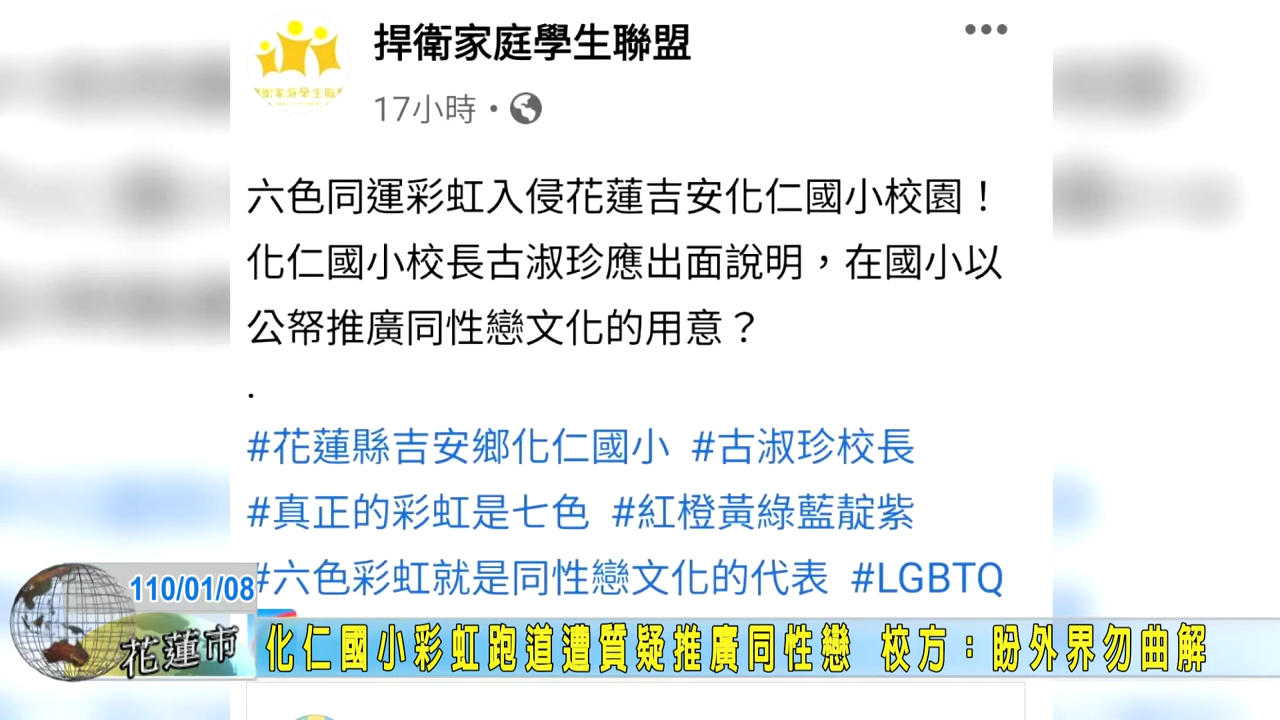 捍衛家庭學生聯盟
17小時
六色同運彩虹入侵花蓮吉安化仁國小校園！
化仁國小校長古淑珍應出面說明，在國小以
公帑推廣同性戀文化的用意？
.
#花蓮縣吉安鄉化仁國小 #古淑珍校長
#真正的彩虹是七色 #紅橙黃綠藍靛紫
#六色彩虹就是同性戀文化的代表 #LGBTQ
110/01/08
花蓮市
化仁國小彩虹跑道遭質疑推廣同性戀 校方：盼外界勿曲解